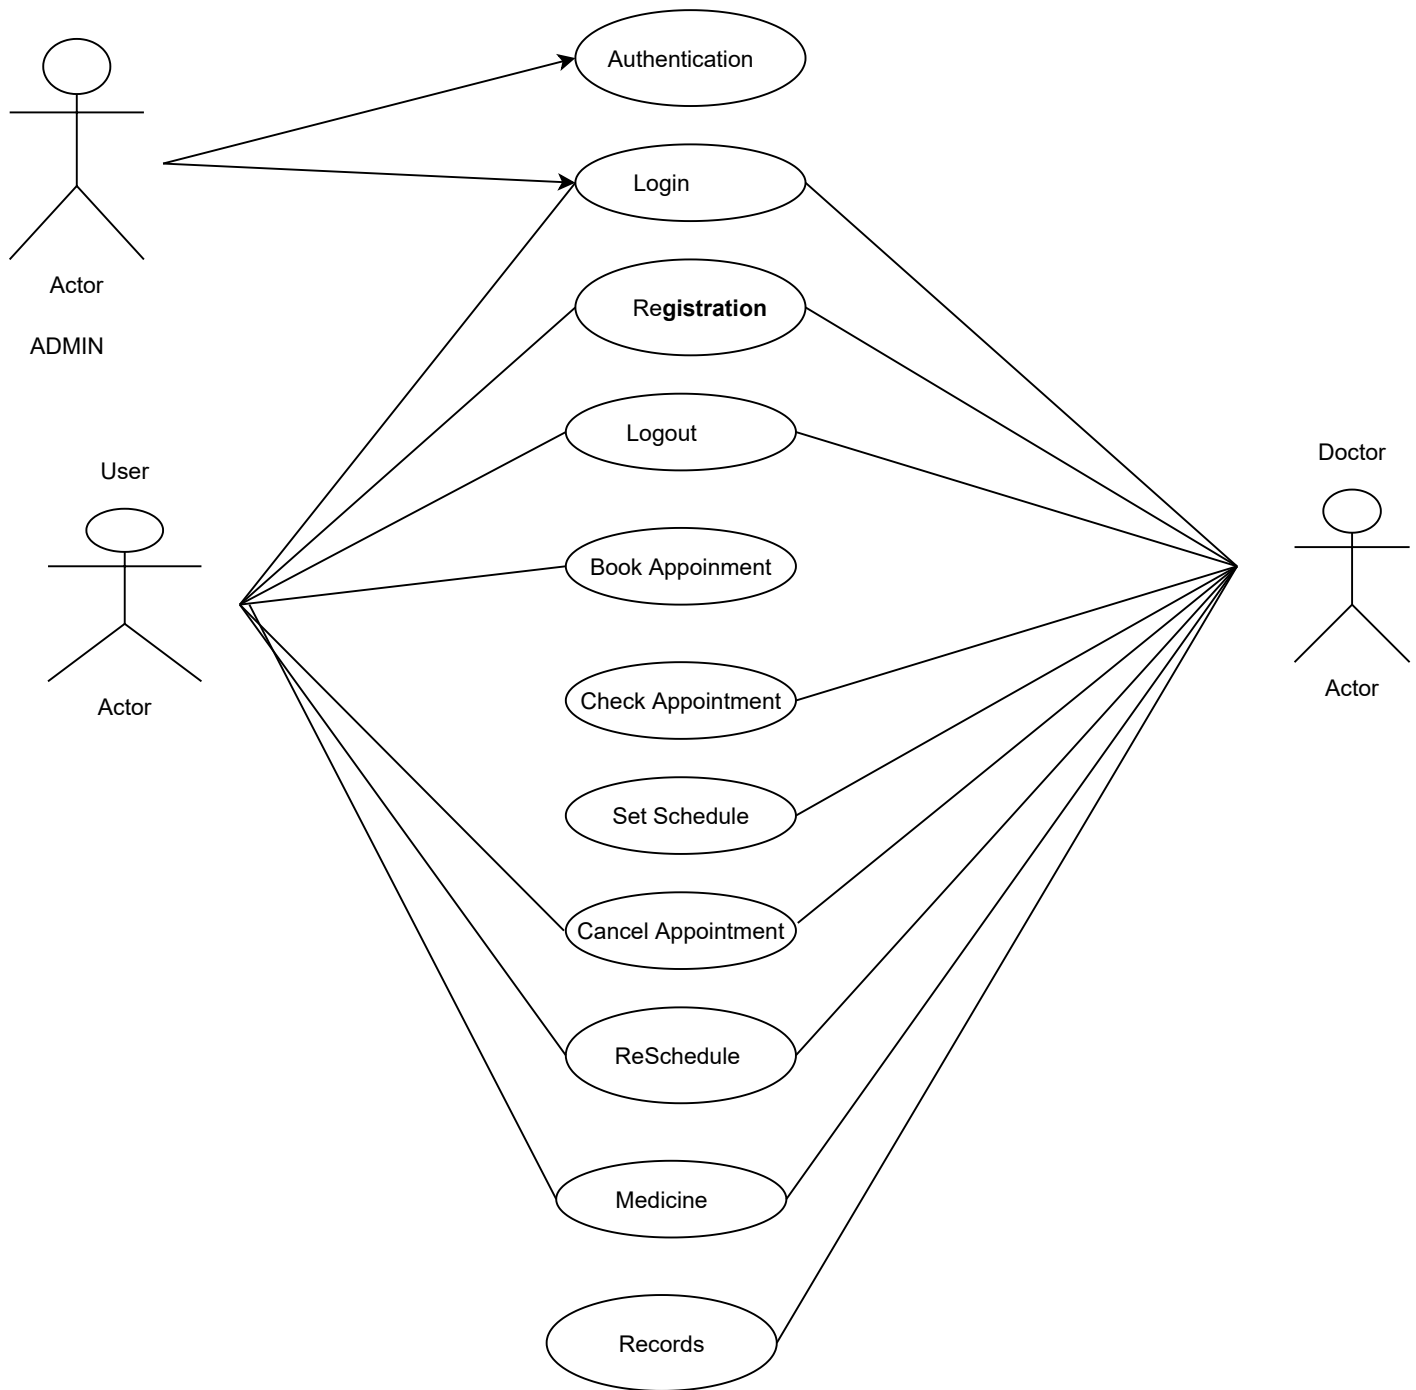 Authentication
Login
Registration
Actor
ADMIN
Logout
User
Doctor
Book Appoinment
Check Appointment
Actor
Actor
Set Schedule
Cancel Appointment
ReSchedule
Medicine
Records